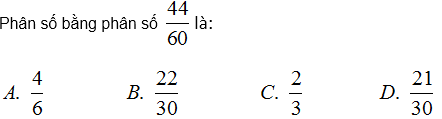 Phân số bằng phân số 44/60 là:
A. 4/6 B. 22/30 C. 2/3 D. 21/30